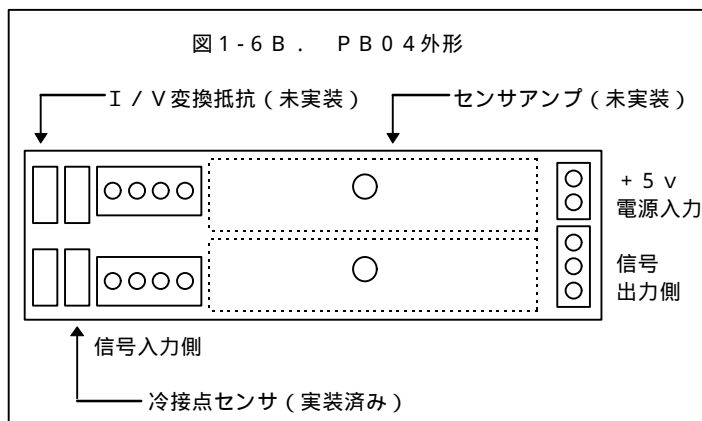 図1-6B． PB04外形
I／V変換抵抗（未実装）
センサアンプ（未実装）
＋5v
電源入力
信号
出力側
信号入力側
冷接点センサ（実装済み）